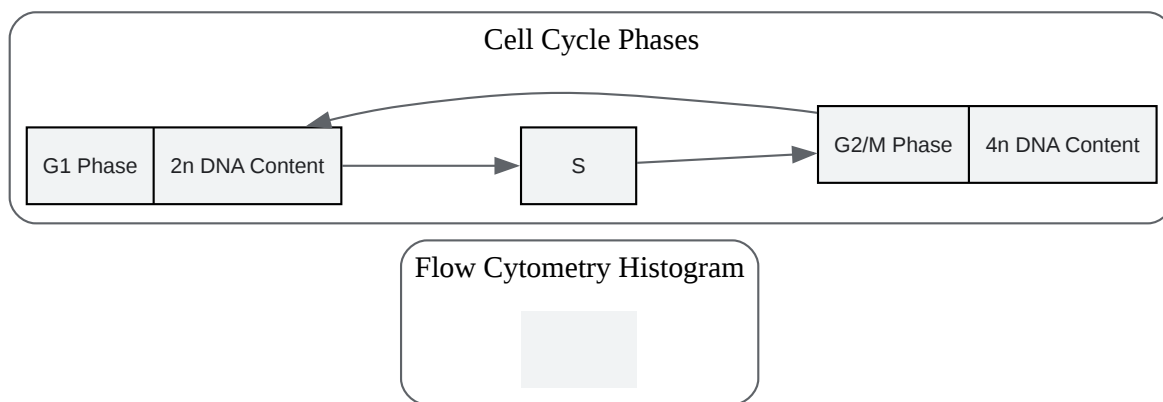 Cell Cycle Phases
G1 Phase
2n DNA Content
S
G2/M Phase
4n DNA Content
Flow Cytometry Histogram